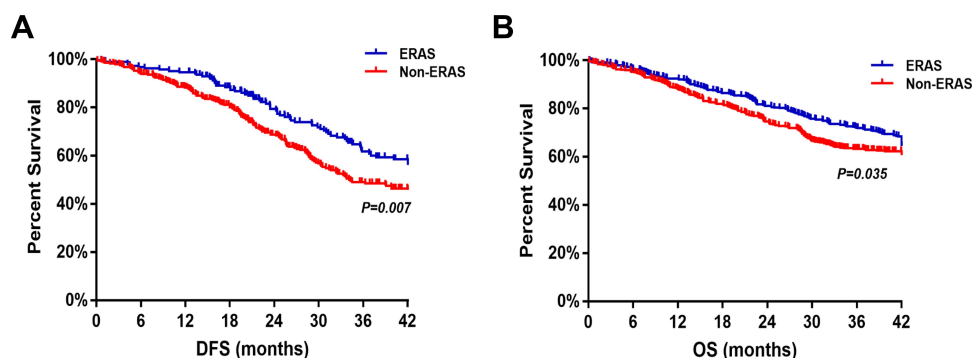 A
ERAS
Non-ERAS
100%
80%
60%
40%
20%
0%
Percent Survival
P=0.007
0 6 12 18 24 30 36 42
DFS (months)
B
ERAS
Non-ERAS
100%
80%
60%
40%
20%
0%
Percent Survival
P=0.035
0 6 12 18 24 30 36 42
OS (months)